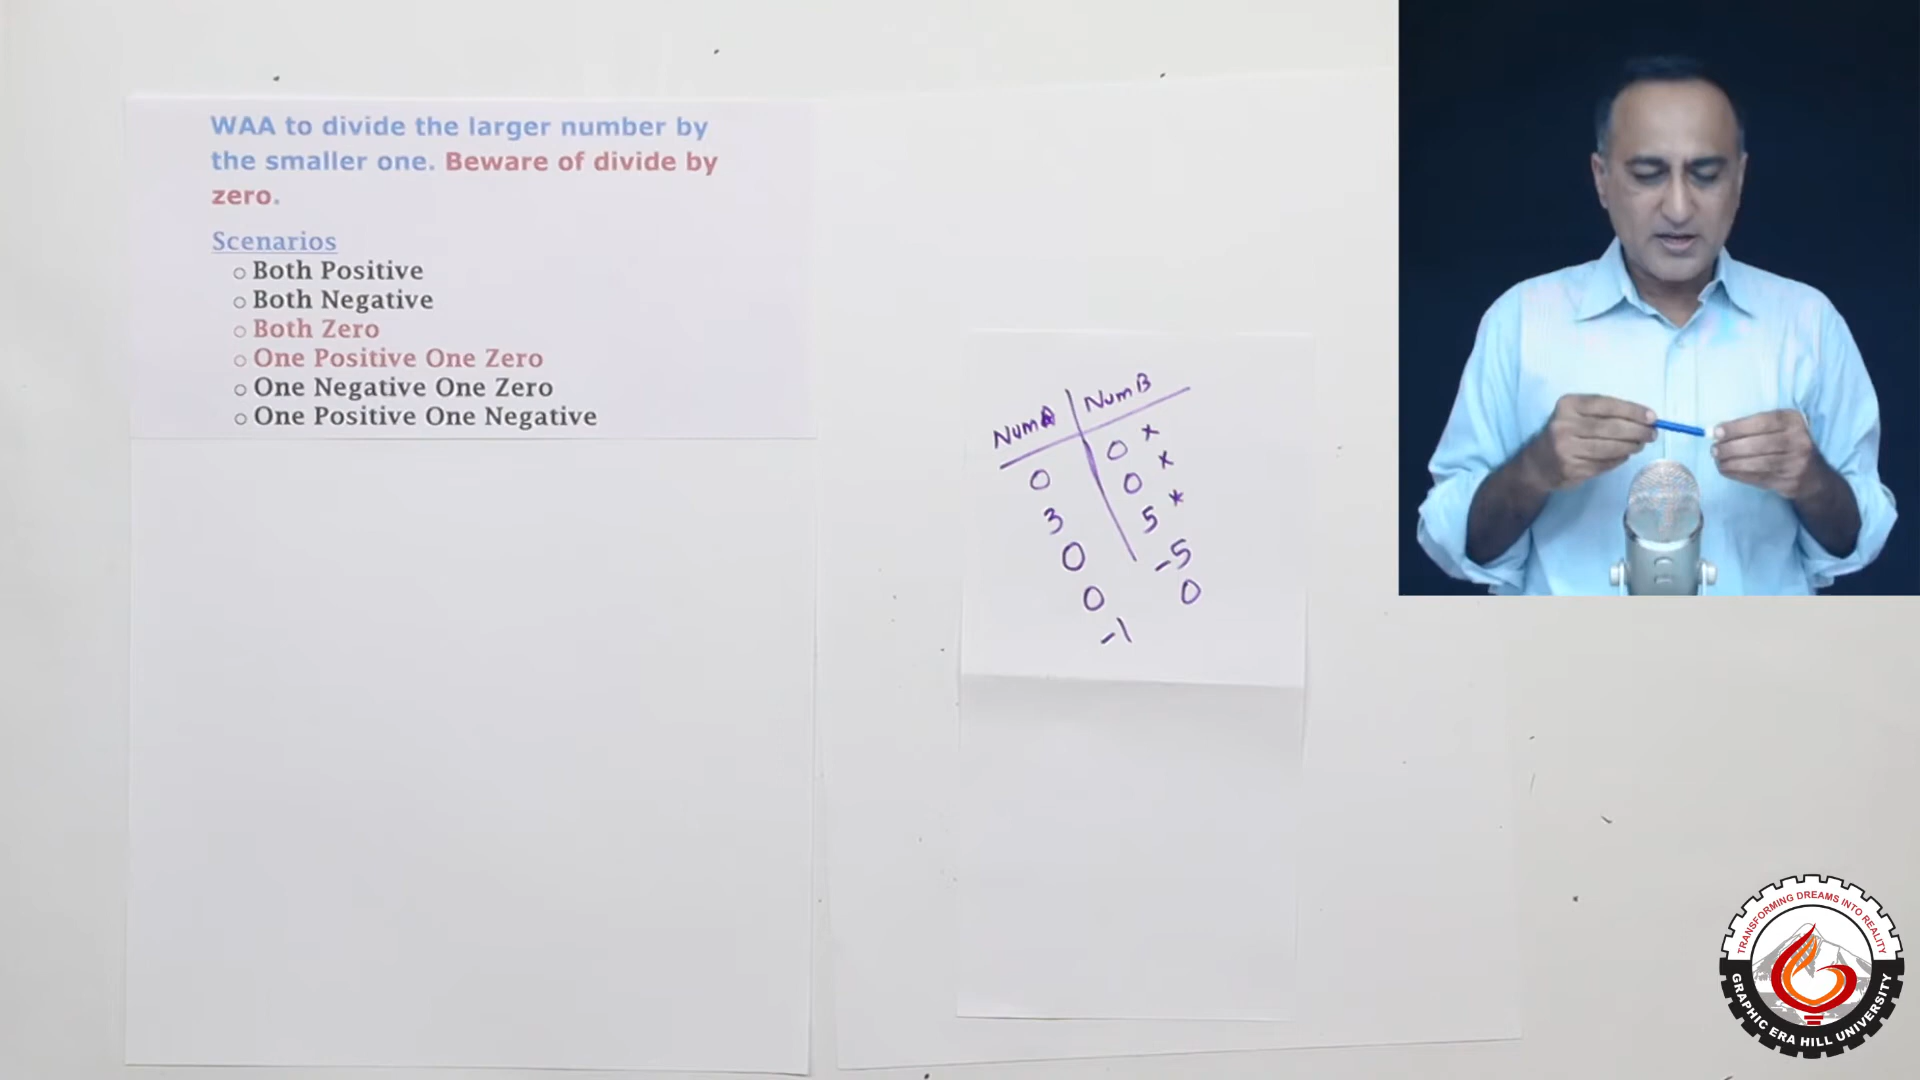 WAA to divide the larger number by
the smaller one. Beware of divide by
zero.
Scenarios
○ Both Positive
○ Both Negative
○ Both Zero
○ One Positive One Zero
○ One Negative One Zero
○ One Positive One Negative
NumA | NumB
0 0 ×
3 0 ×
0 5 ×
0 -5
-1 0
TRANSFORMING DREAMS INTO REALITY
GRAPHIC ERA HILL UNIVERSITY